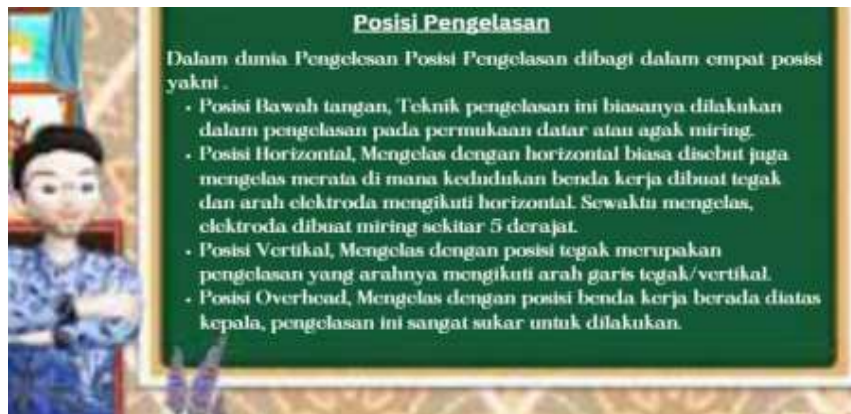 Posisi Pengelasan
Dalam dunia Pengelesan Posisi Pengelasan dibagi dalam empat posisi
yakni .
• Posisi Bawah tangan, Teknik pengelasan ini biasanya dilakukan
dalam pengelasan pada permukaan datar atau agak miring.
• Posisi Horizontal, Mengelas dengan horizontal biasa disebut juga
mengelas merata di mana kedudukan benda kerja dibuat tegak
dan arah elektroda mengikuti horizontal. Sewaktu mengelas,
elektroda dibuat miring sekitar 5 derajat.
• Posisi Vertikal, Mengelas dengan posisi tegak merupakan
pengelasan yang arahnya mengikuti arah garis tegak/vertikal.
• Posisi Overhead, Mengelas dengan posisi benda kerja berada diatas
kepala, pengelasan ini sangat sukar untuk dilakukan.